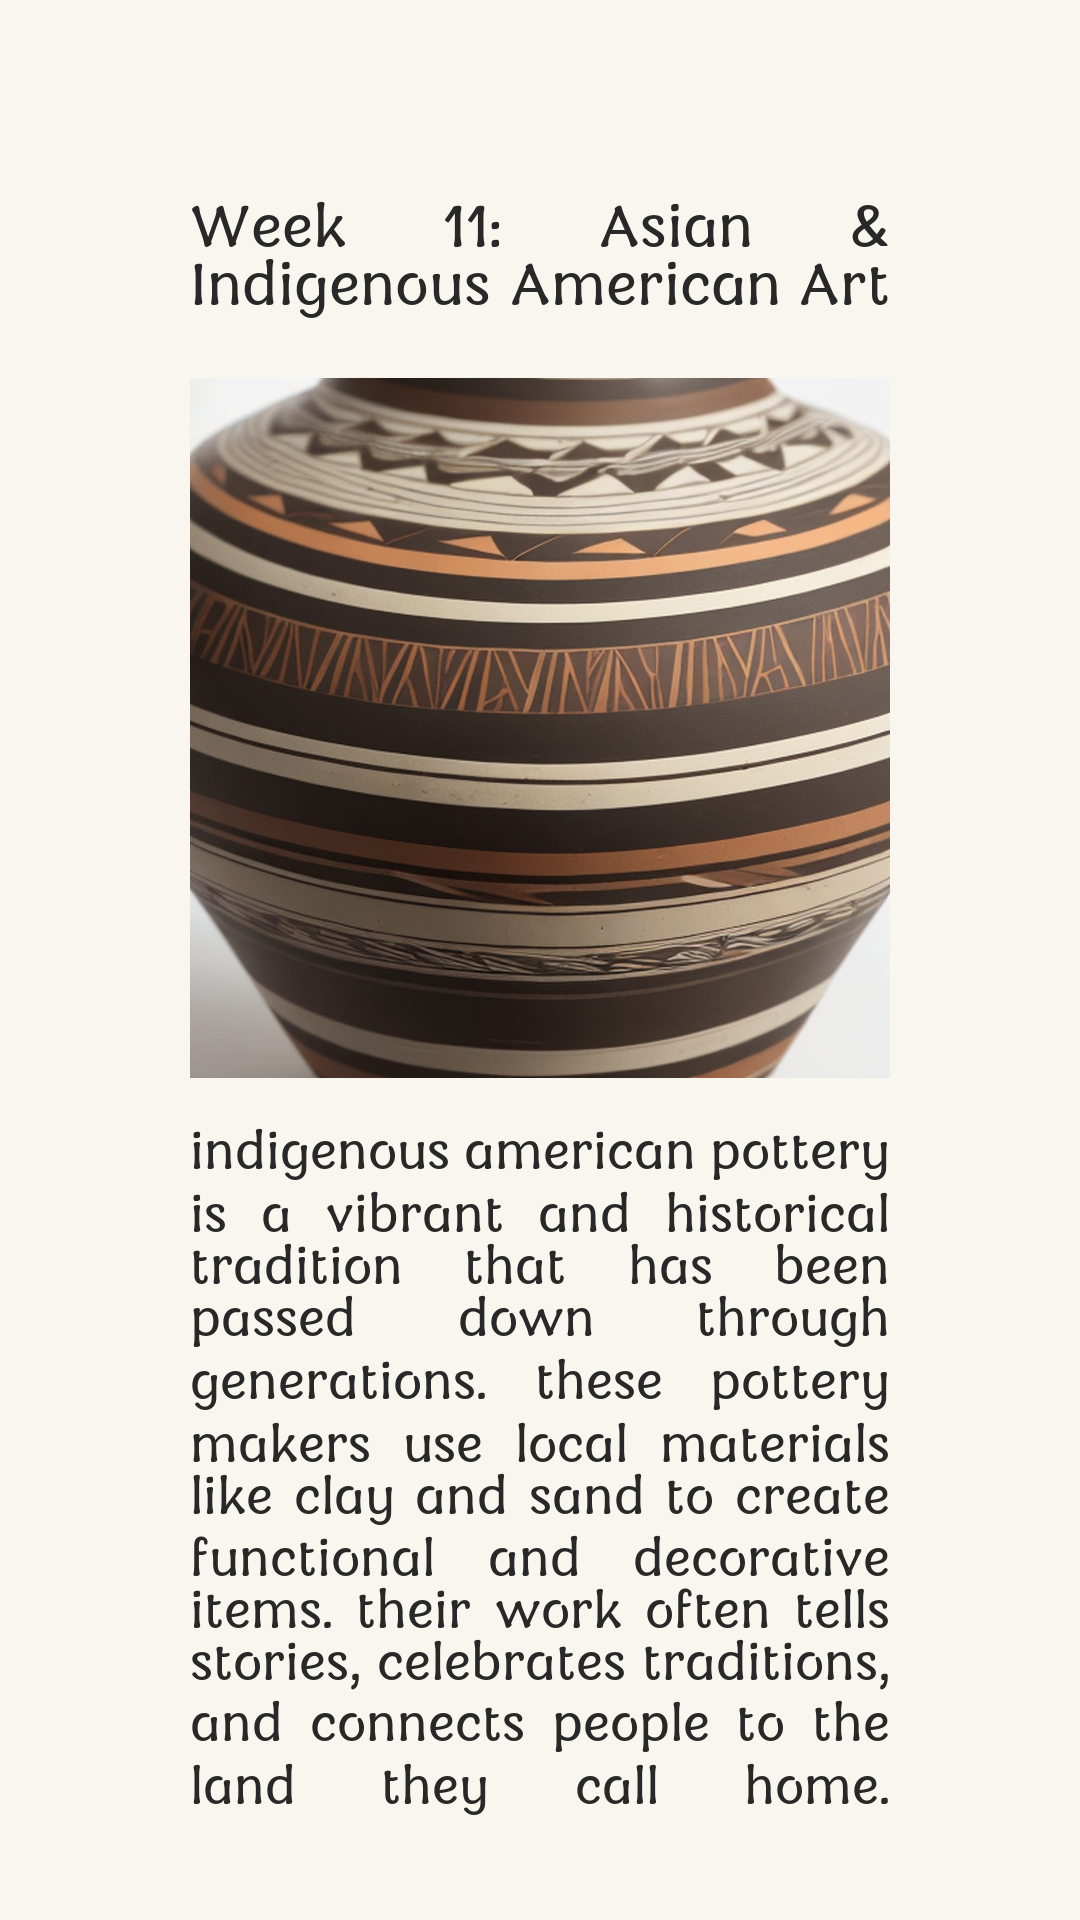 Week 11: Asian &
Indigenous American Art
indigenous american pottery
is a vibrant and historical
tradition that has been
passed down through
generations. these pottery
makers use local materials
like clay and sand to create
functional and decorative
items. their work often tells
stories, celebrates traditions,
and connects people to the
land they call home.